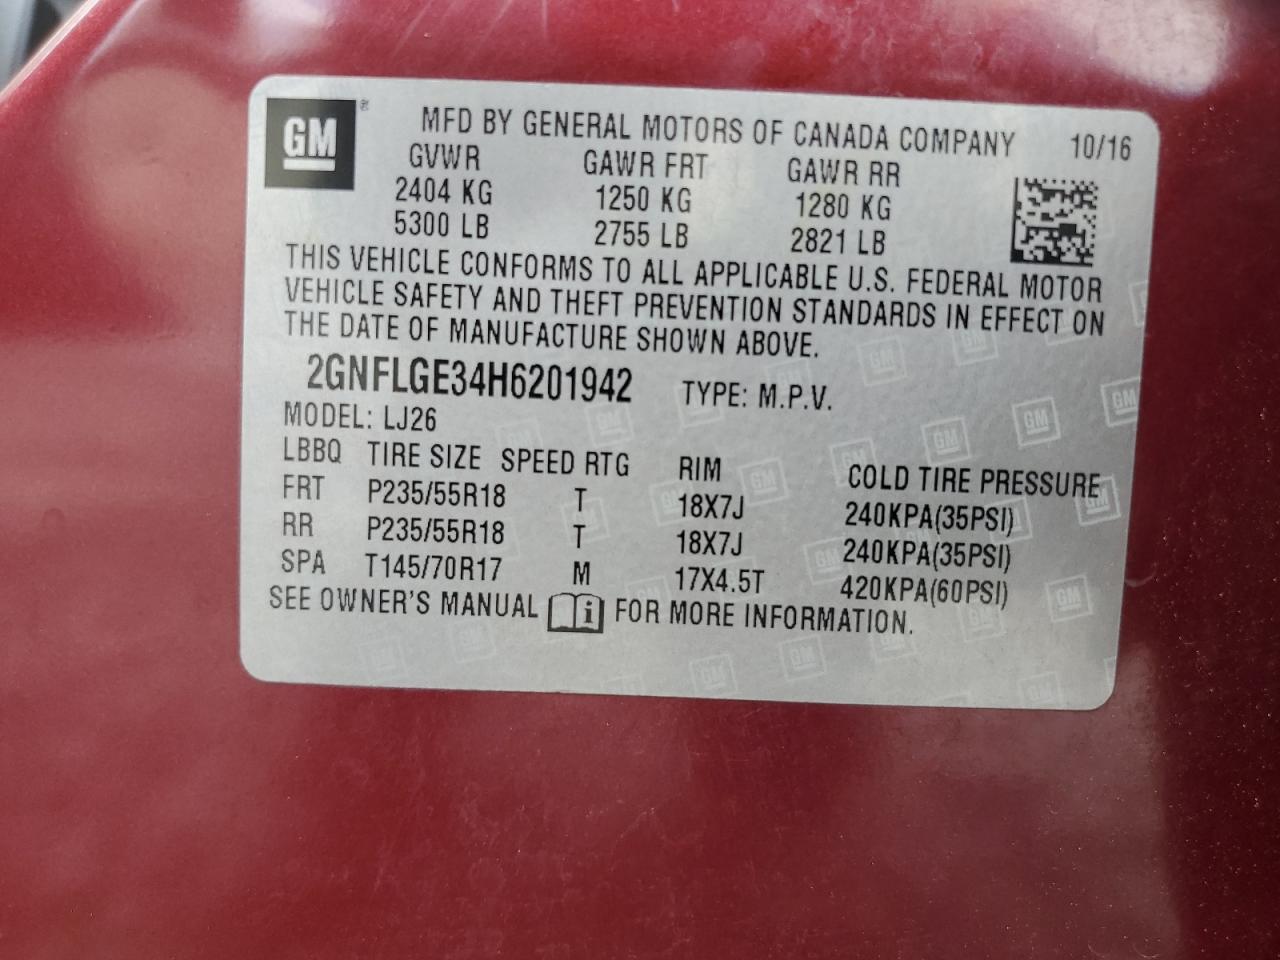 GM ® MFD BY GENERAL MOTORS OF CANADA COMPANY 10/16
GVWR GAWR FRT GAWR RR
2404 KG 1250 KG 1280 KG
5300 LB 2755 LB 2821 LB
THIS VEHICLE CONFORMS TO ALL APPLICABLE U.S. FEDERAL MOTOR
VEHICLE SAFETY AND THEFT PREVENTION STANDARDS IN EFFECT ON
THE DATE OF MANUFACTURE SHOWN ABOVE.
2GNFLGE34H6201942 TYPE: M.P.V.
MODEL: LJ26
LBBQ TIRE SIZE SPEED RTG RIM COLD TIRE PRESSURE
FRT P235/55R18 T 18X7J 240KPA(35PSI)
RR P235/55R18 T 18X7J 240KPA(35PSI)
SPA T145/70R17 M 17X4.5T 420KPA(60PSI)
SEE OWNER'S MANUAL i FOR MORE INFORMATION.